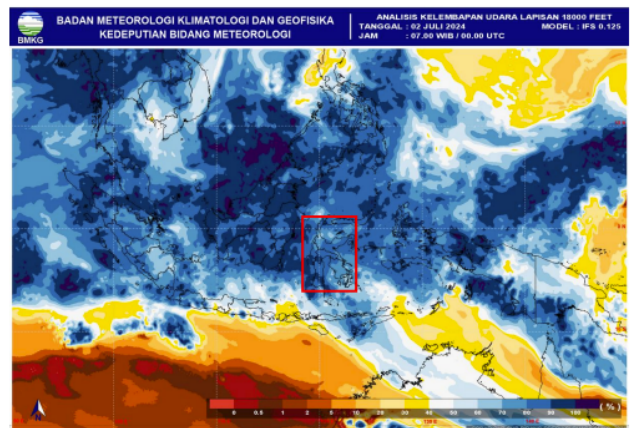 BMKG
BADAN METEOROLOGI KLIMATOLOGI DAN GEOFISIKA
KEDEPUTIAN BIDANG METEOROLOGI
ANALISIS KELEMBAPAN UDARA LAPISAN 18000 FEET
TANGGAL : 02 JULI 2024 MODEL : IFS 0.125
JAM : 07.00 WIB / 00.00 UTC
N
0 0.5 1 2 5 10 20 30 40 50 60 70 80 90 100 ( % )